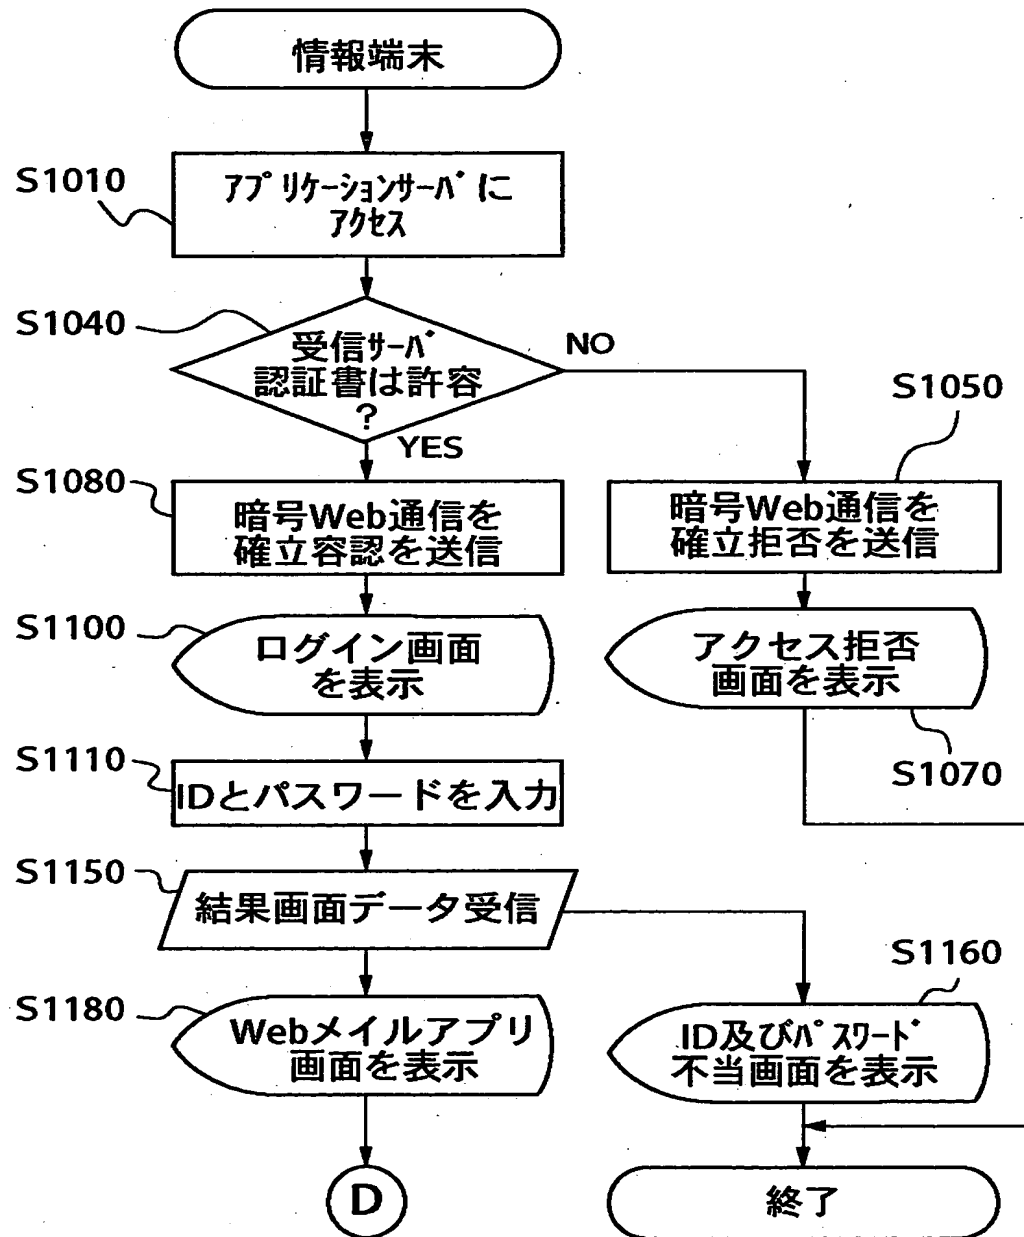 情報端末
S1010
アプリケーションサーバに
アクセス
S1040
受信サーバ
認証書は許容
？
NO
YES
S1050
S1080
暗号Web通信を
確立容認を送信
暗号Web通信を
確立拒否を送信
S1100
ログイン画面
を表示
アクセス拒否
画面を表示
S1070
S1110
IDとパスワードを入力
S1150
結果画面データ受信
S1160
S1180
Webメイルアプリ
画面を表示
ID及びパスワード
不当画面を表示
D
終了